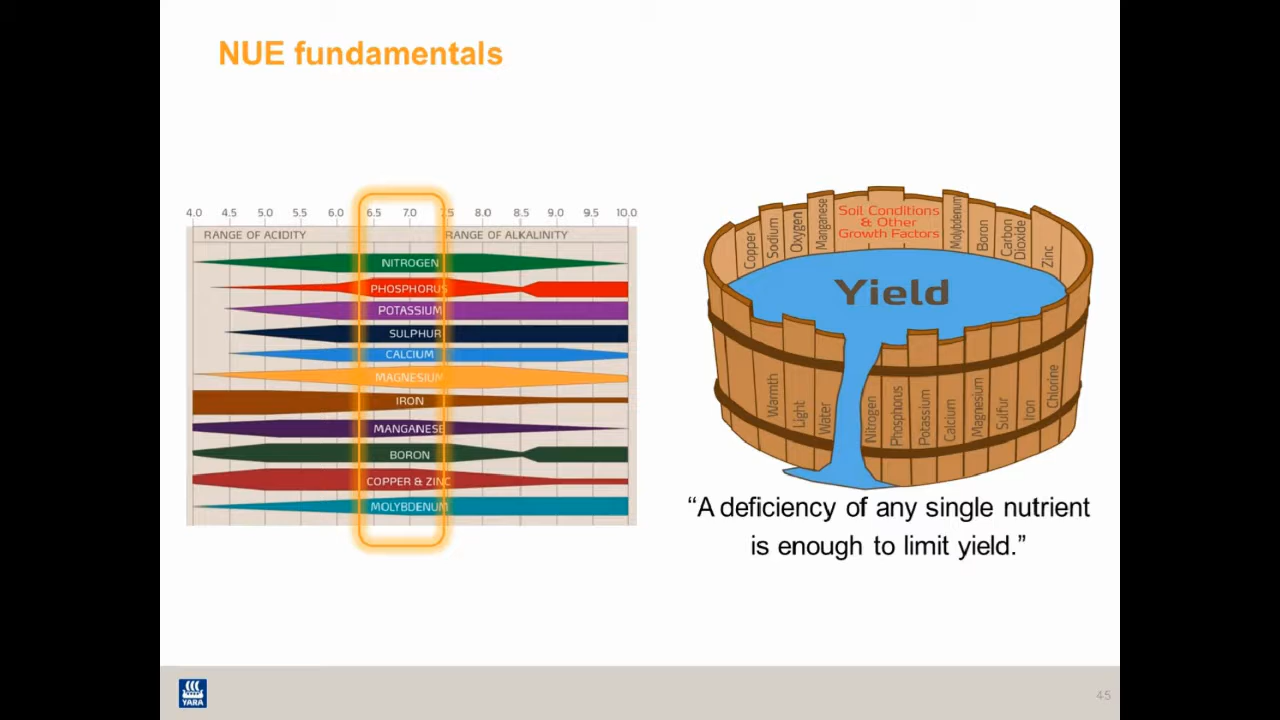 NUE fundamentals
4.0 4.5 5.0 5.5 6.0 6.5 7.0 7.5 8.0 8.5 9.0 9.5 10.0
RANGE OF ACIDITY RANGE OF ALKALINITY
NITROGEN
PHOSPHORUS
POTASSIUM
SULPHUR
CALCIUM
MAGNESIUM
IRON
MANGANESE
BORON
COPPER & ZINC
MOLYBDENUM
Copper
Sodium
Oxygen
Manganese
Soil Conditions
& Other
Growth Factors
Molybdenum
Boron
Carbon
Dioxide
Zinc
Yield
Warmth
Light
Water
Nitrogen
Phosphorus
Potassium
Calcium
Magnesium
Sulfur
Iron
Chlorine
“A deficiency of any single nutrient
is enough to limit yield.”
YARA
45